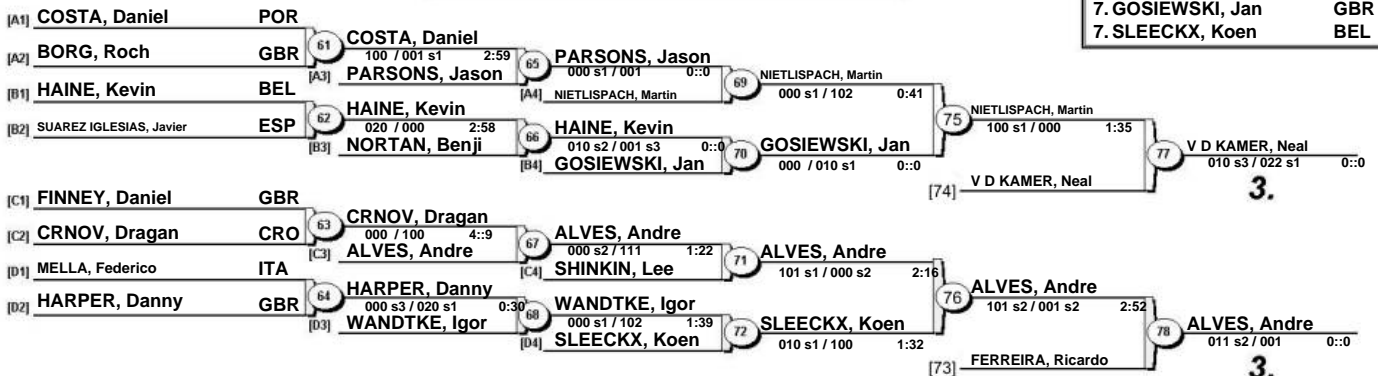 7. GOSIEWSKI, Jan GBR
7. SLEECKX, Koen BEL
[A1] COSTA, Daniel POR
[A2] BORG, Roch GBR
61
COSTA, Daniel
100 / 001 s1 2:59
[A3] PARSONS, Jason
65
PARSONS, Jason
000 s1 / 001 0::0
[A4] NIETLISPACH, Martin
69
NIETLISPACH, Martin
000 s1 / 102 0:41
[B1] HAINE, Kevin BEL
[B2] SUAREZ IGLESIAS, Javier ESP
62
HAINE, Kevin
020 / 000 2:58
[B3] NORTAN, Benji
66
HAINE, Kevin
010 s2 / 001 s3 0::0
[B4] GOSIEWSKI, Jan
70
GOSIEWSKI, Jan
000 / 010 s1 0::0
75
NIETLISPACH, Martin
100 s1 / 000 1:35
[74] V D KAMER, Neal
77
V D KAMER, Neal
010 s3 / 022 s1 0::0
3.
[C1] FINNEY, Daniel GBR
[C2] CRNOV, Dragan CRO
63
CRNOV, Dragan
000 / 100 4::9
[C3] ALVES, Andre
67
ALVES, Andre
000 s2 / 111 1:22
[C4] SHINKIN, Lee
71
ALVES, Andre
101 s1 / 000 s2 2:16
[D1] MELLA, Federico ITA
[D2] HARPER, Danny GBR
64
HARPER, Danny
000 s3 / 020 s1 0:30
[D3] WANDTKE, Igor
68
WANDTKE, Igor
000 s1 / 102 1:39
[D4] SLEECKX, Koen
72
SLEECKX, Koen
010 s1 / 100 1:32
76
ALVES, Andre
101 s2 / 001 s2 2:52
[73] FERREIRA, Ricardo
78
ALVES, Andre
011 s2 / 001 0::0
3.